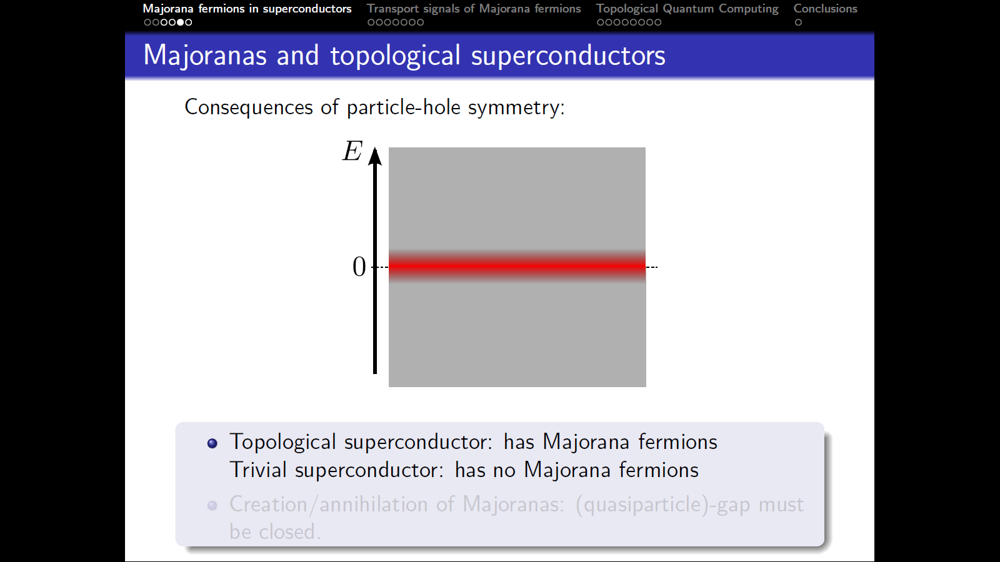 Majorana fermions in superconductors Transport signals of Majorana fermions Topological Quantum Computing Conclusions
Majoranas and topological superconductors
Consequences of particle-hole symmetry:
E
0
Topological superconductor: has Majorana fermions
Trivial superconductor: has no Majorana fermions
Creation/annihilation of Majoranas: (quasiparticle)-gap must
be closed.